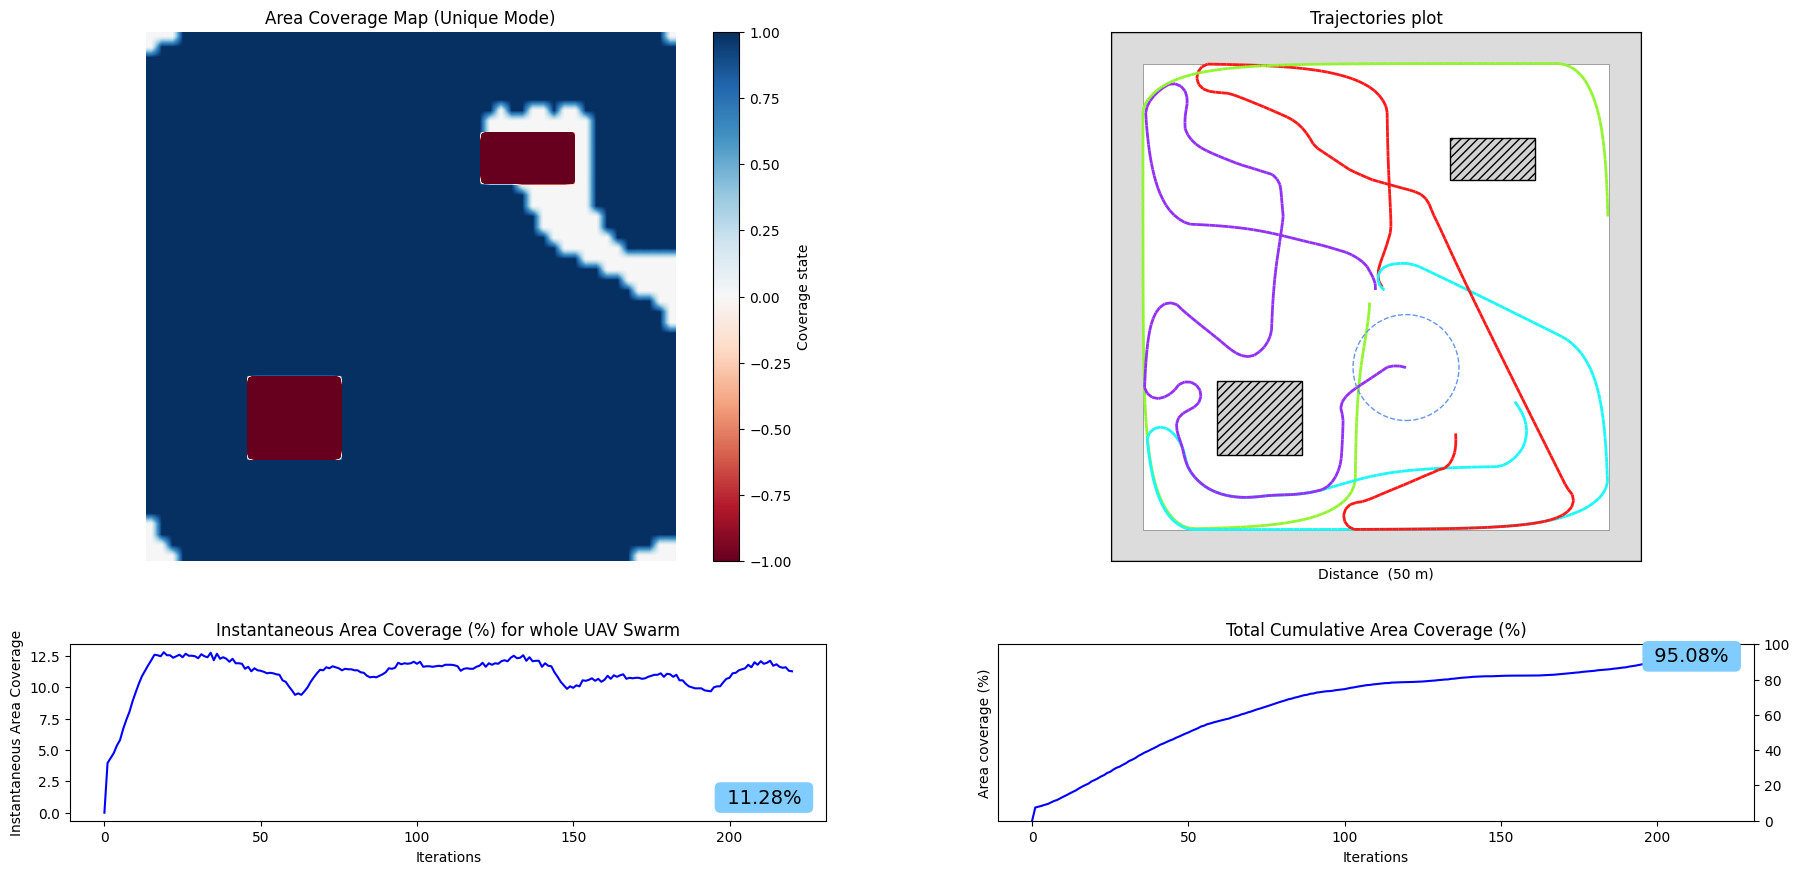 Area Coverage Map (Unique Mode)
1.00
0.75
0.50
0.25
0.00
−0.25
−0.50
−0.75
−1.00
Coverage state
Trajectories plot
Distance  (50 m)
Instantaneous Area Coverage (%) for whole UAV Swarm
Instantaneous Area Coverage
12.5
10.0
7.5
5.0
2.5
0.0
11.28%
0 50 100 150 200
Iterations
Total Cumulative Area Coverage (%)
Area coverage (%)
95.08%
100
80
60
40
20
0
0 50 100 150 200
Iterations